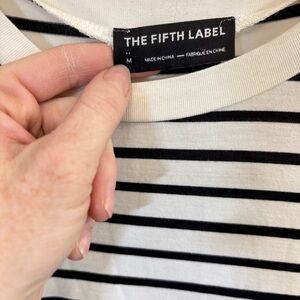 THE FIFTH LABEL
M
MADE IN CHINA — FABRIQUÉ EN CHINE